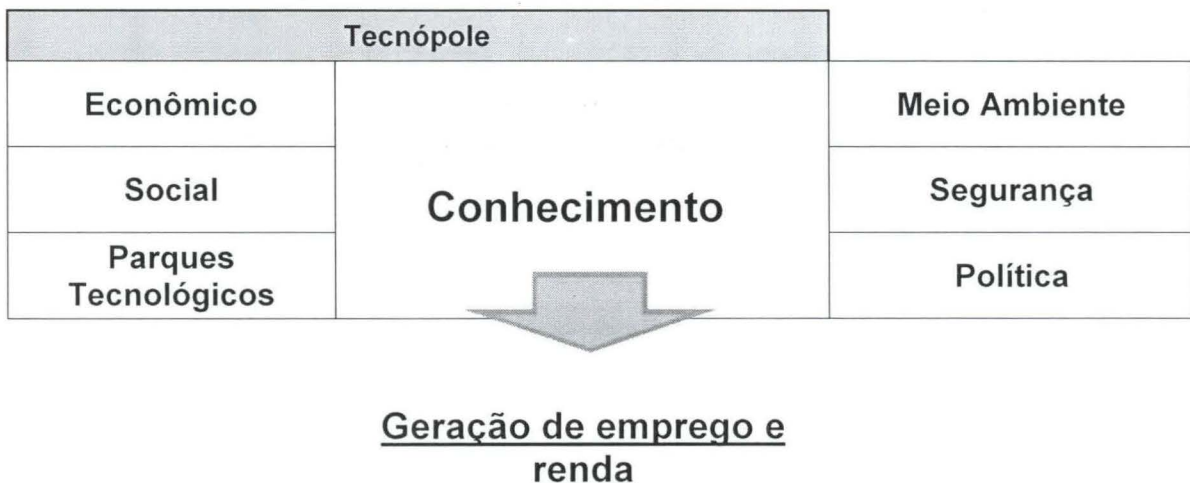 Tecnópole
Econômico
Meio Ambiente
Social
Conhecimento
Segurança
Parques
Tecnológicos
Política
Geração de emprego e
renda